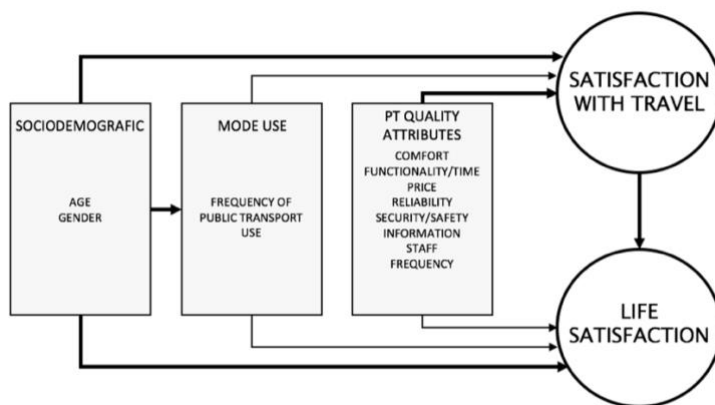 SOCIODEMOGRAFIC
AGE
GENDER
MODE USE
FREQUENCY OF
PUBLIC TRANSPORT
USE
PT QUALITY
ATTRIBUTES
COMFORT
FUNCTIONALITY/TIME
PRICE
RELIABILITY
SECURITY/SAFETY
INFORMATION
STAFF
FREQUENCY
SATISFACTION
WITH TRAVEL
LIFE
SATISFACTION